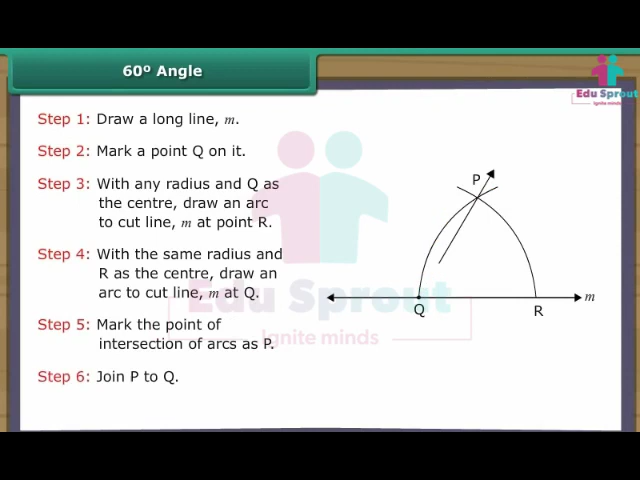 60º Angle
Edu Sprout
Ignite minds
Step 1: Draw a long line, m.
Step 2: Mark a point Q on it.
Step 3: With any radius and Q as
the centre, draw an arc
to cut line, m at point R.
Step 4: With the same radius and
R as the centre, draw an
arc to cut line, m at Q.
Step 5: Mark the point of
intersection of arcs as P.
Step 6: Join P to Q.
P
m
Q
R
Edu Sprout
Ignite minds